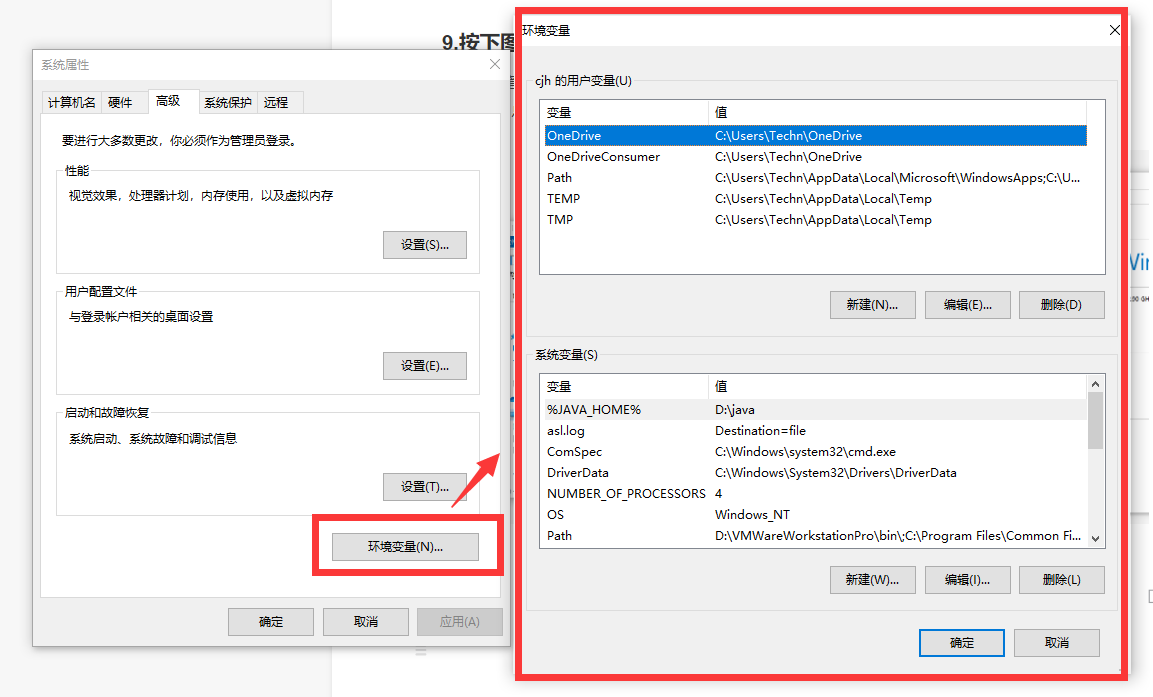 9.按下图
系统属性
计算机名 硬件 高级 系统保护 远程
要进行大多数更改，你必须作为管理员登录。
性能
视觉效果，处理器计划，内存使用，以及虚拟内存
设置(S)...
用户配置文件
与登录帐户相关的桌面设置
设置(E)...
启动和故障恢复
系统启动、系统故障和调试信息
设置(T)...
环境变量(N)...
确定 取消 应用(A)
环境变量
cjh 的用户变量(U)
变量 值
OneDrive C:\Users\Techn\OneDrive
OneDriveConsumer C:\Users\Techn\OneDrive
Path C:\Users\Techn\AppData\Local\Microsoft\WindowsApps;C:\U...
TEMP C:\Users\Techn\AppData\Local\Temp
TMP C:\Users\Techn\AppData\Local\Temp
新建(N)... 编辑(E)... 删除(D)
系统变量(S)
变量 值
%JAVA_HOME% D:\java
asl.log Destination=file
ComSpec C:\Windows\system32\cmd.exe
DriverData C:\Windows\System32\Drivers\DriverData
NUMBER_OF_PROCESSORS 4
OS Windows_NT
Path D:\VMWareWorkstationPro\bin\;C:\Program Files\Common Fi...
新建(W)... 编辑(I)... 删除(L)
确定 取消